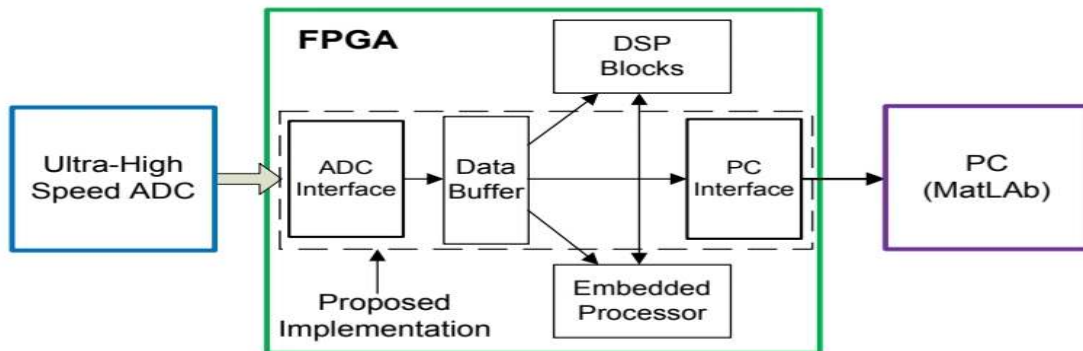 FPGA
DSP
Blocks
Ultra-High
Speed ADC
ADC
Interface
Data
Buffer
PC
Interface
PC
(MatLAb)
Proposed
Implementation
Embedded
Processor